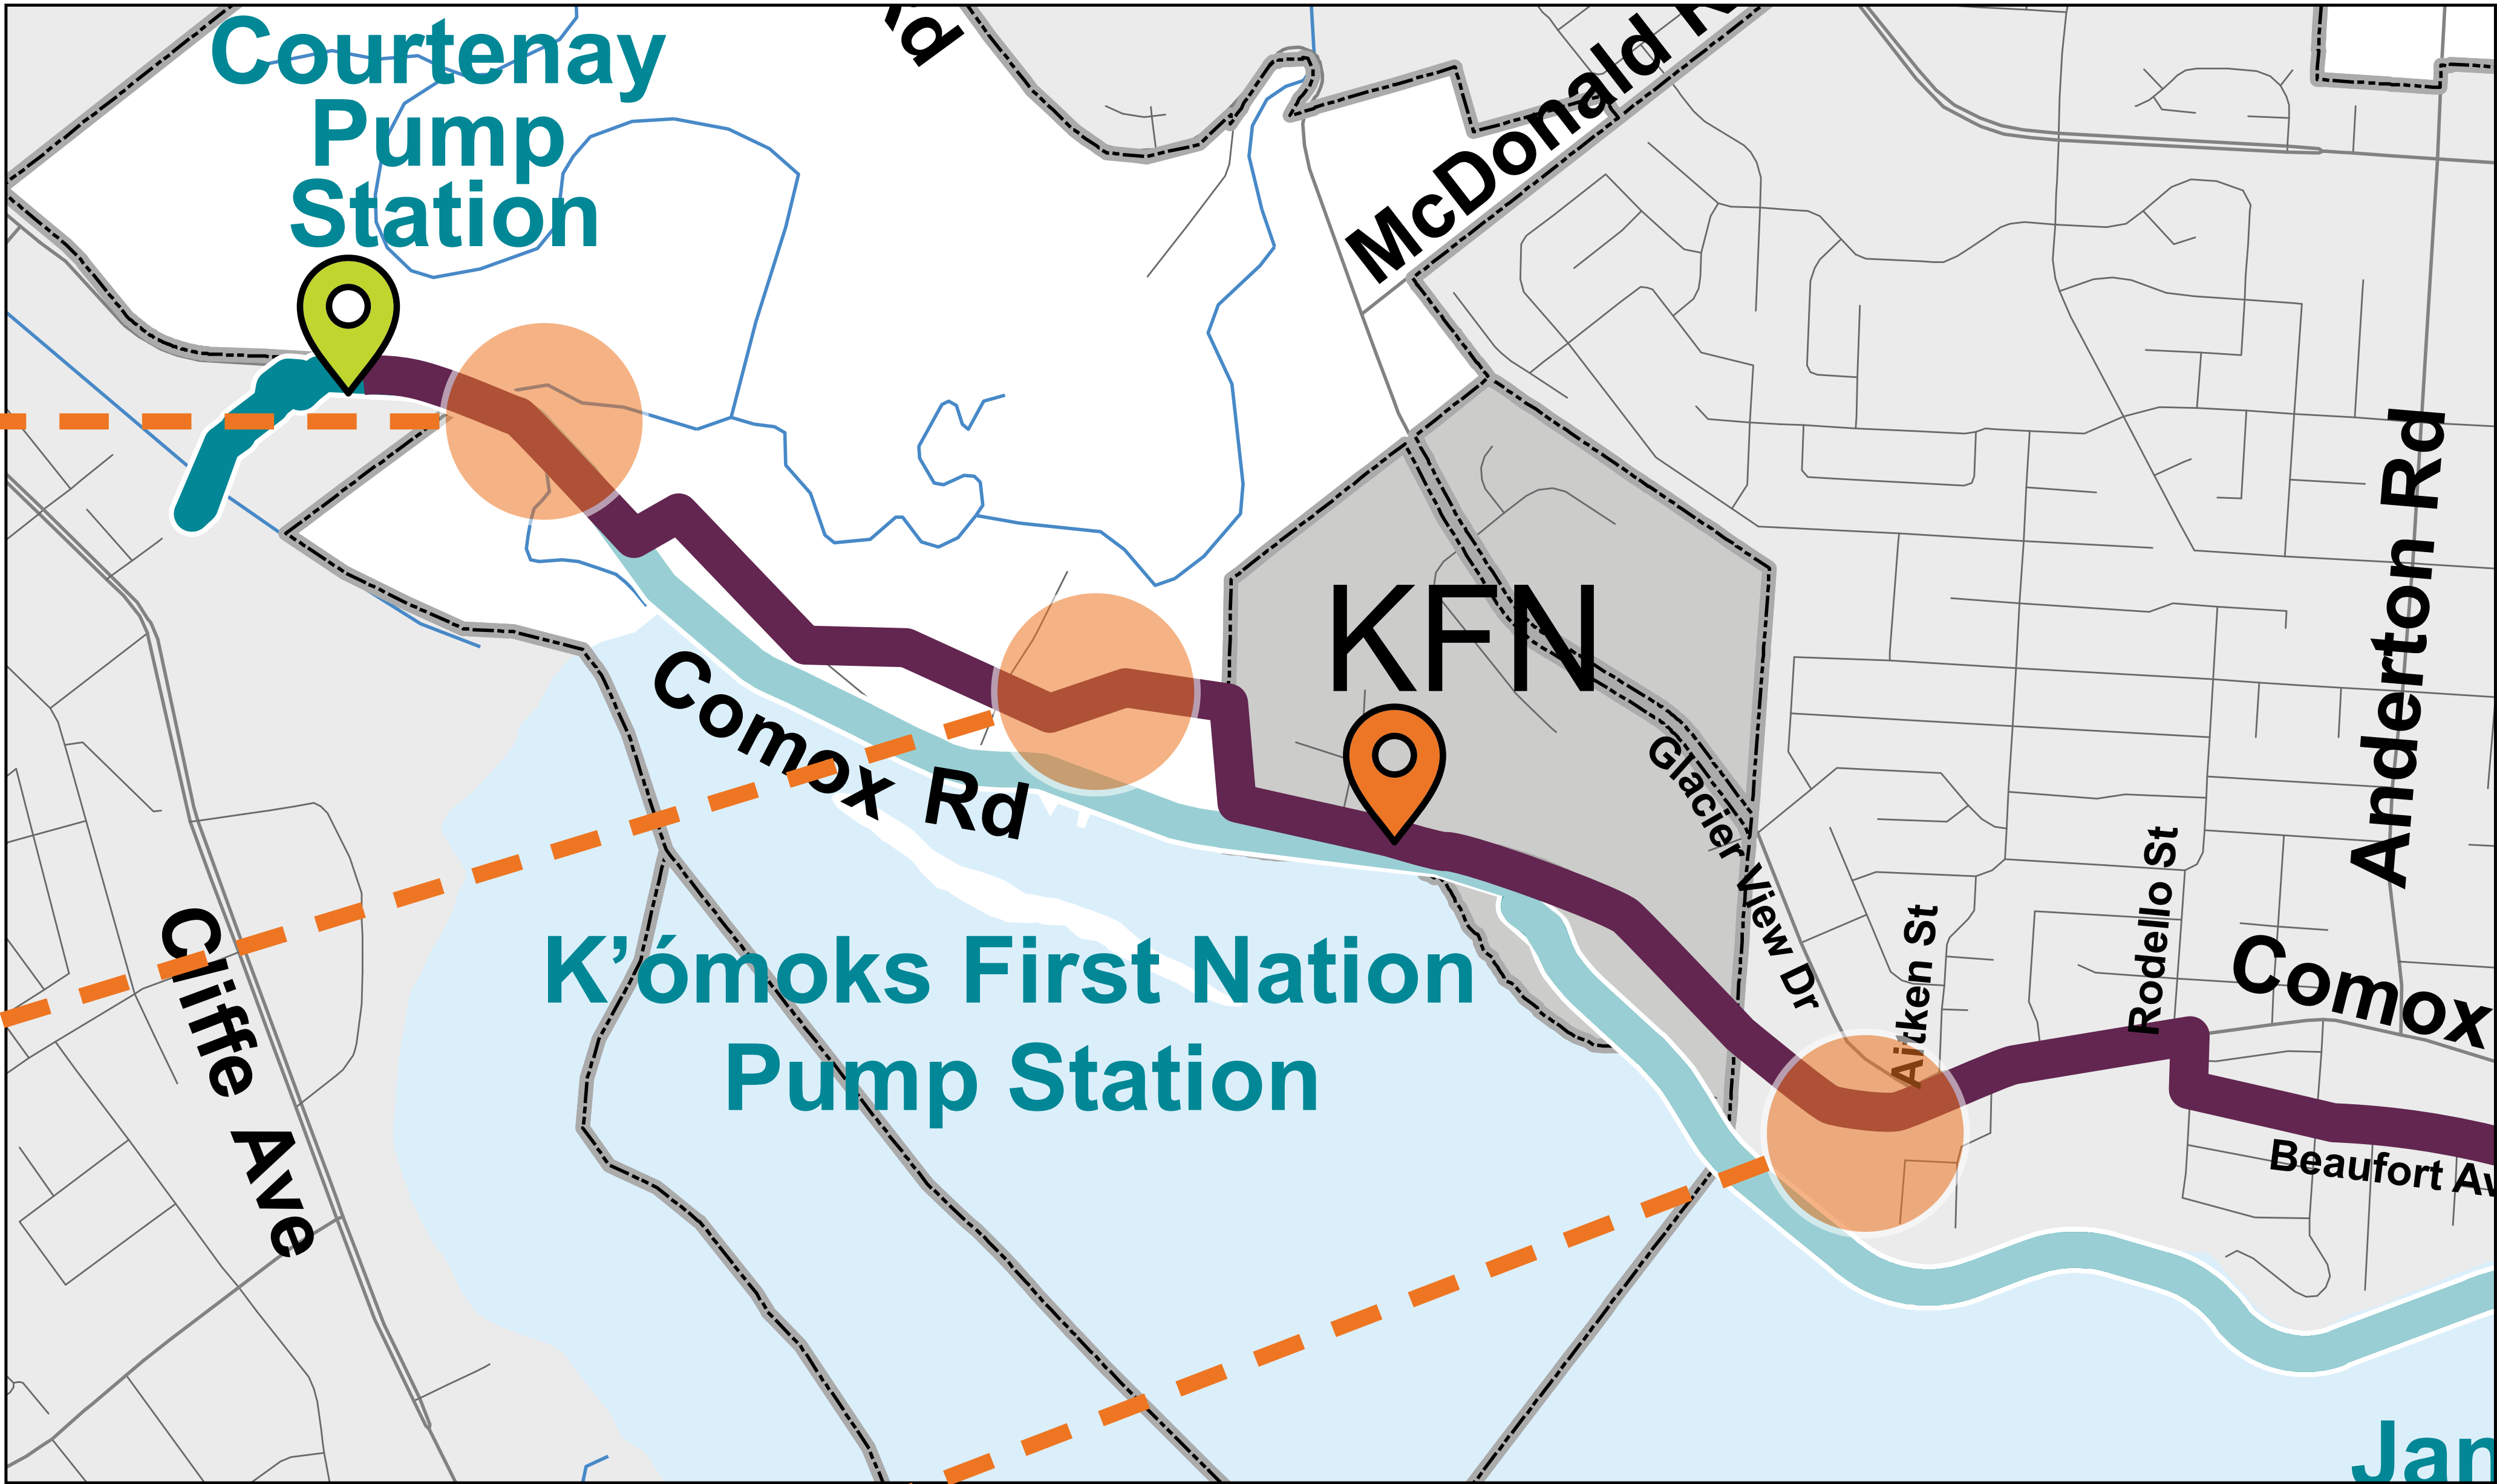 Courtenay
Pump
Station
McDonald
KFN
Anderton Rd
Comox Rd
Glacier View Dr
Aitken St
Rodello St
Comox
Cliffe Ave
K’ómoks First Nation
Pump Station
Beaufort Av
Jan